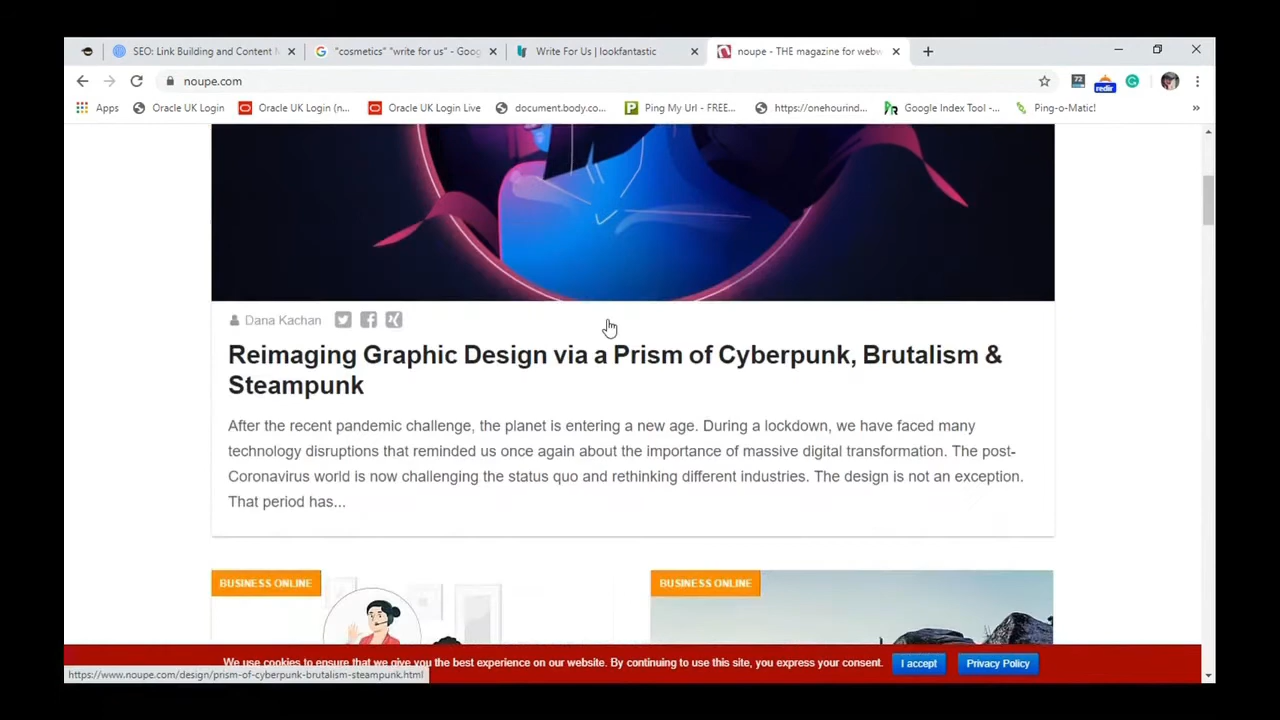 SEO: Link Building and Content M
"cosmetics" "write for us" - Goog
Write For Us | lookfantastic
noupe - THE magazine for webw
noupe.com
72
redir
Apps
Oracle UK Login
Oracle UK Login (n...
Oracle UK Login Live
document.body.co...
Ping My Url - FREE...
https://onehourind...
Google Index Tool -...
Ping-o-Matic!
Dana Kachan
Reimaging Graphic Design via a Prism of Cyberpunk, Brutalism &
Steampunk
After the recent pandemic challenge, the planet is entering a new age. During a lockdown, we have faced many
technology disruptions that reminded us once again about the importance of massive digital transformation. The post-
Coronavirus world is now challenging the status quo and rethinking different industries. The design is not an exception.
That period has...
BUSINESS ONLINE
BUSINESS ONLINE
We use cookies to ensure that we give you the best experience on our website. By continuing to use this site, you express your consent.
I accept
Privacy Policy
https://www.noupe.com/design/prism-of-cyberpunk-brutalism-steampunk.html